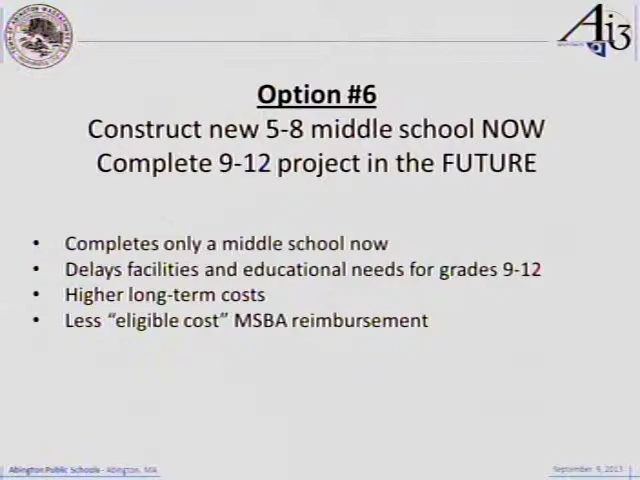 Ai3
Option #6
Construct new 5-8 middle school NOW
Complete 9-12 project in the FUTURE
• Completes only a middle school now
• Delays facilities and educational needs for grades 9-12
• Higher long-term costs
• Less “eligible cost” MSBA reimbursement
Abington Public Schools - Abington, MA
September 9, 2013